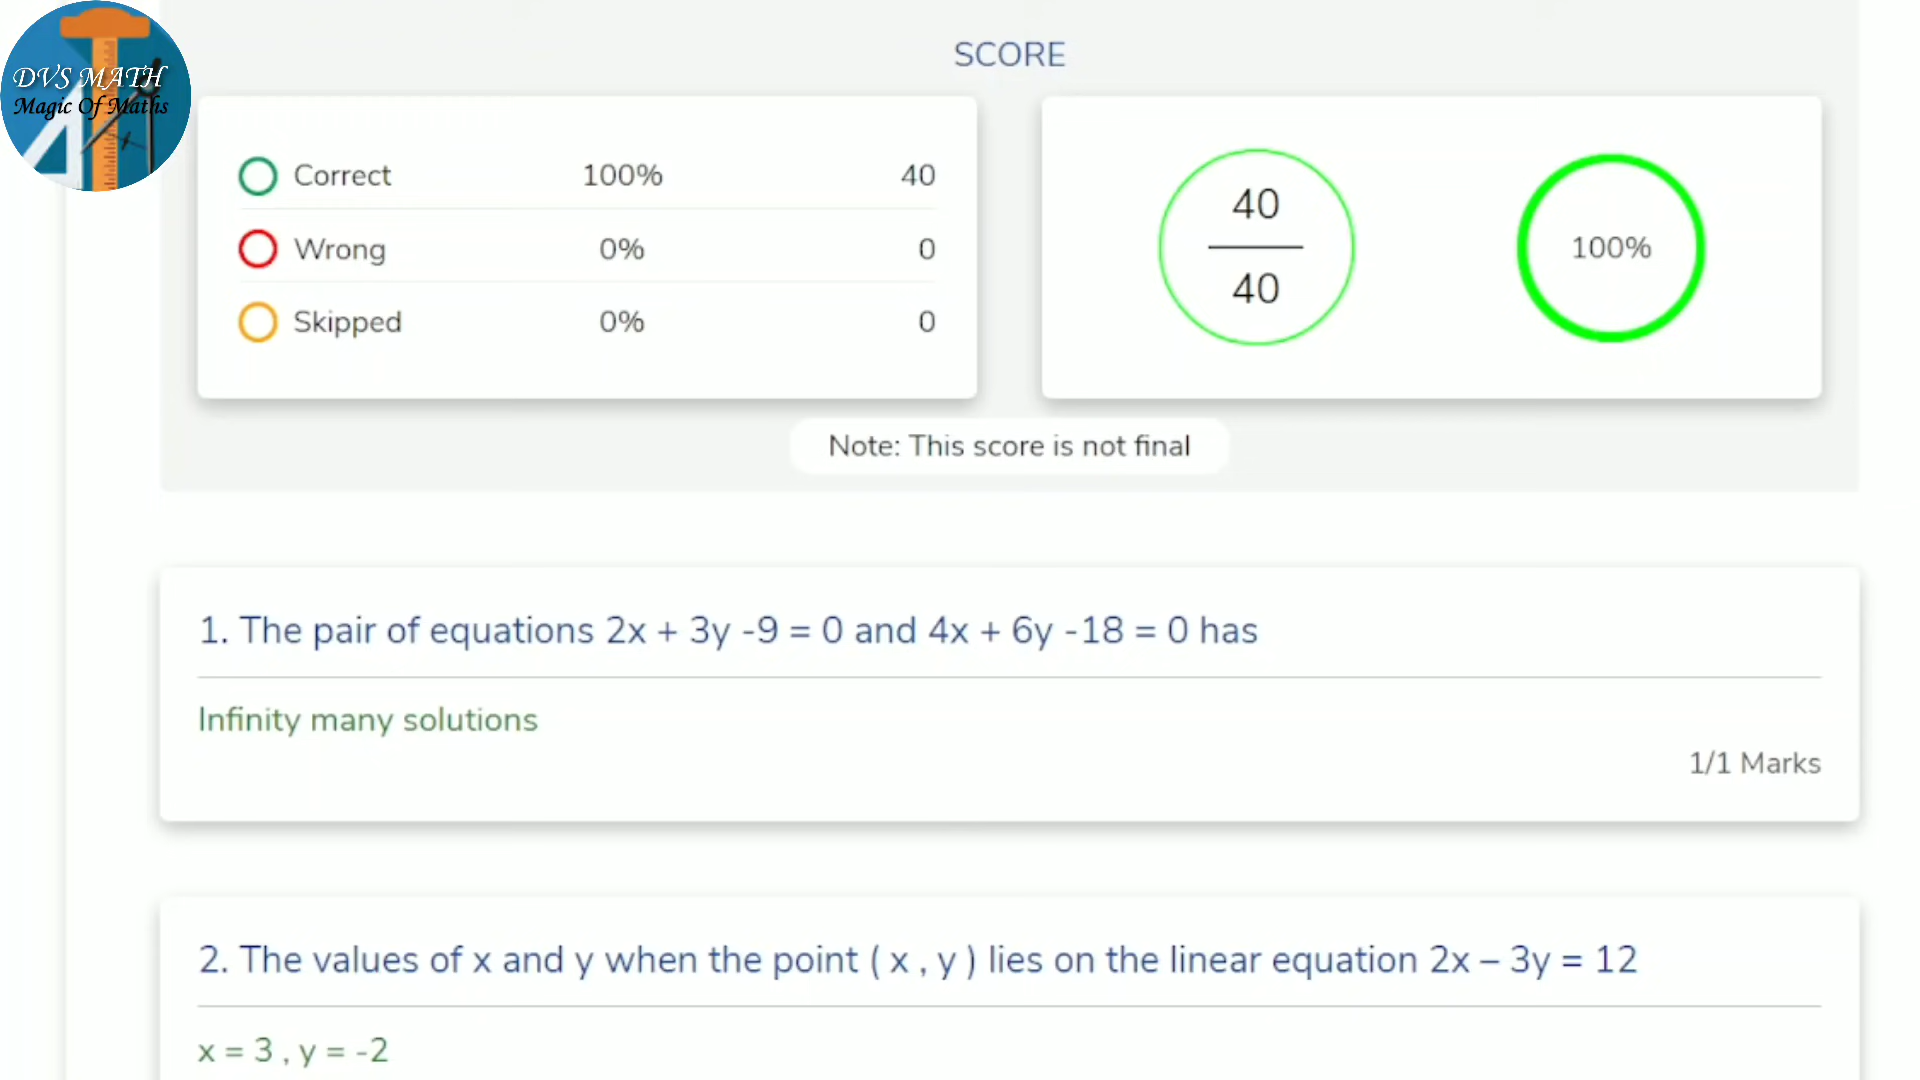 DVS MATH
Magic Of Maths
SCORE
Correct 100% 40
Wrong 0% 0
Skipped 0% 0
40
40
100%
Note: This score is not final
1. The pair of equations 2x + 3y -9 = 0 and 4x + 6y -18 = 0 has
Infinity many solutions
1/1 Marks
2. The values of x and y when the point ( x , y ) lies on the linear equation 2x – 3y = 12
x = 3 , y = -2